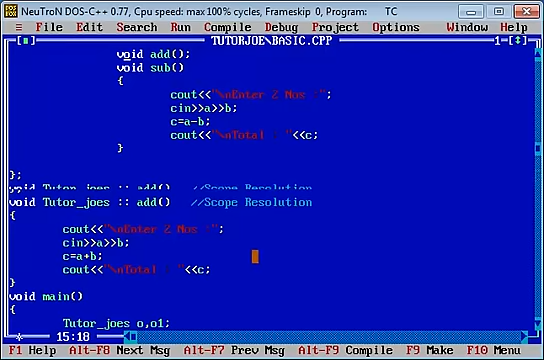 NeuTroN DOS-C++ 0.77, Cpu speed: max 100% cycles, Frameskip 0, Program: TC
≡ File Edit Search Run Compile Debug Project Options Window Help
TUTORJOE\BASIC.CPP 1=[↕]
void add();
void sub()
{
cout<<"\nEnter 2 Nos :";
cin>>a>>b;
c=a-b;
cout<<"\nTotal : "<<c;
}
};
void Tutor_joes :: add() //Scope Resolution
void Tutor_joes :: add() //Scope Resolution
{
cout<<"\nEnter 2 Nos :";
cin>>a>>b;
c=a+b;
cout<<"\nTotal : "<<c;
}
void main()
{
Tutor_joes o,o1;
15:18
F1 Help Alt-F8 Next Msg Alt-F7 Prev Msg Alt-F9 Compile F9 Make F10 Menu